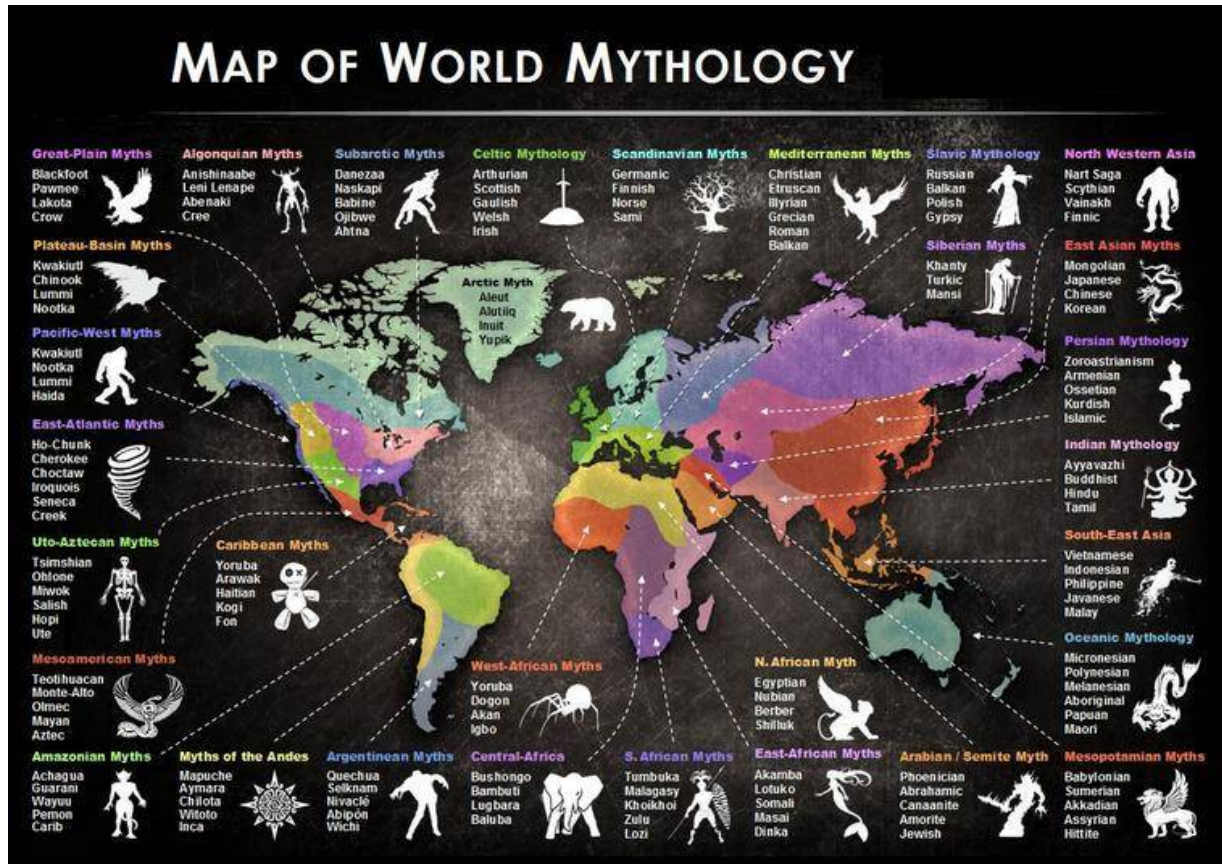 MAP OF WORLD MYTHOLOGY
Great-Plain Myths
Blackfoot
Pawnee
Lakota
Crow
Algonquian Myths
Anishinaabe
Leni Lenape
Abenaki
Cree
Subarctic Myths
Danezaa
Naskapi
Babine
Ojibwe
Ahtna
Celtic Mythology
Arthurian
Scottish
Gaulish
Welsh
Irish
Scandinavian Myths
Germanic
Finnish
Norse
Sami
Mediterranean Myths
Christian
Etruscan
Illyrian
Grecian
Roman
Balkan
Slavic Mythology
Russian
Balkan
Polish
Gypsy
North Western Asia
Nart Saga
Scythian
Vainakh
Finnic
Plateau-Basin Myths
Kwakiutl
Chinook
Lummi
Nootka
Arctic Myth
Aleut
Alutiiq
Inuit
Yupik
Siberian Myths
Khanty
Turkic
Mansi
East Asian Myths
Mongolian
Japanese
Chinese
Korean
Pacific-West Myths
Kwakiutl
Nootka
Lummi
Haida
Persian Mythology
Zoroastrianism
Armenian
Ossetian
Kurdish
Islamic
East-Atlantic Myths
Ho-Chunk
Cherokee
Choctaw
Iroquois
Seneca
Creek
Indian Mythology
Ayyavazhi
Buddhist
Hindu
Tamil
Uto-Aztecan Myths
Tsimshian
Ohlone
Miwok
Salish
Hopi
Ute
Caribbean Myths
Yoruba
Arawak
Haitian
Kogi
Fon
South-East Asia
Vietnamese
Indonesian
Philippine
Javanese
Malay
Mesoamerican Myths
Teotihuacan
Monte-Alto
Olmec
Mayan
Aztec
West-African Myths
Yoruba
Dogon
Akan
Igbo
N. African Myth
Egyptian
Nubian
Berber
Shilluk
Oceanic Mythology
Micronesian
Polynesian
Melanesian
Aboriginal
Papuan
Maori
Amazonian Myths
Achagua
Guarani
Wayuu
Pemon
Carib
Myths of the Andes
Mapuche
Aymara
Chilota
Witoto
Inca
Argentinean Myths
Quechua
Selknam
Nivaclé
Abipón
Wichi
Central-Africa
Bushongo
Bambuti
Lugbara
Baluba
S. African Myths
Tumbuka
Malagasy
Khoikhoi
Zulu
Lozi
East-African Myths
Akamba
Lotuko
Somali
Masai
Dinka
Arabian / Semite Myth
Phoenician
Abrahamic
Canaanite
Amorite
Jewish
Mesopotamian Myths
Babylonian
Sumerian
Akkadian
Assyrian
Hittite